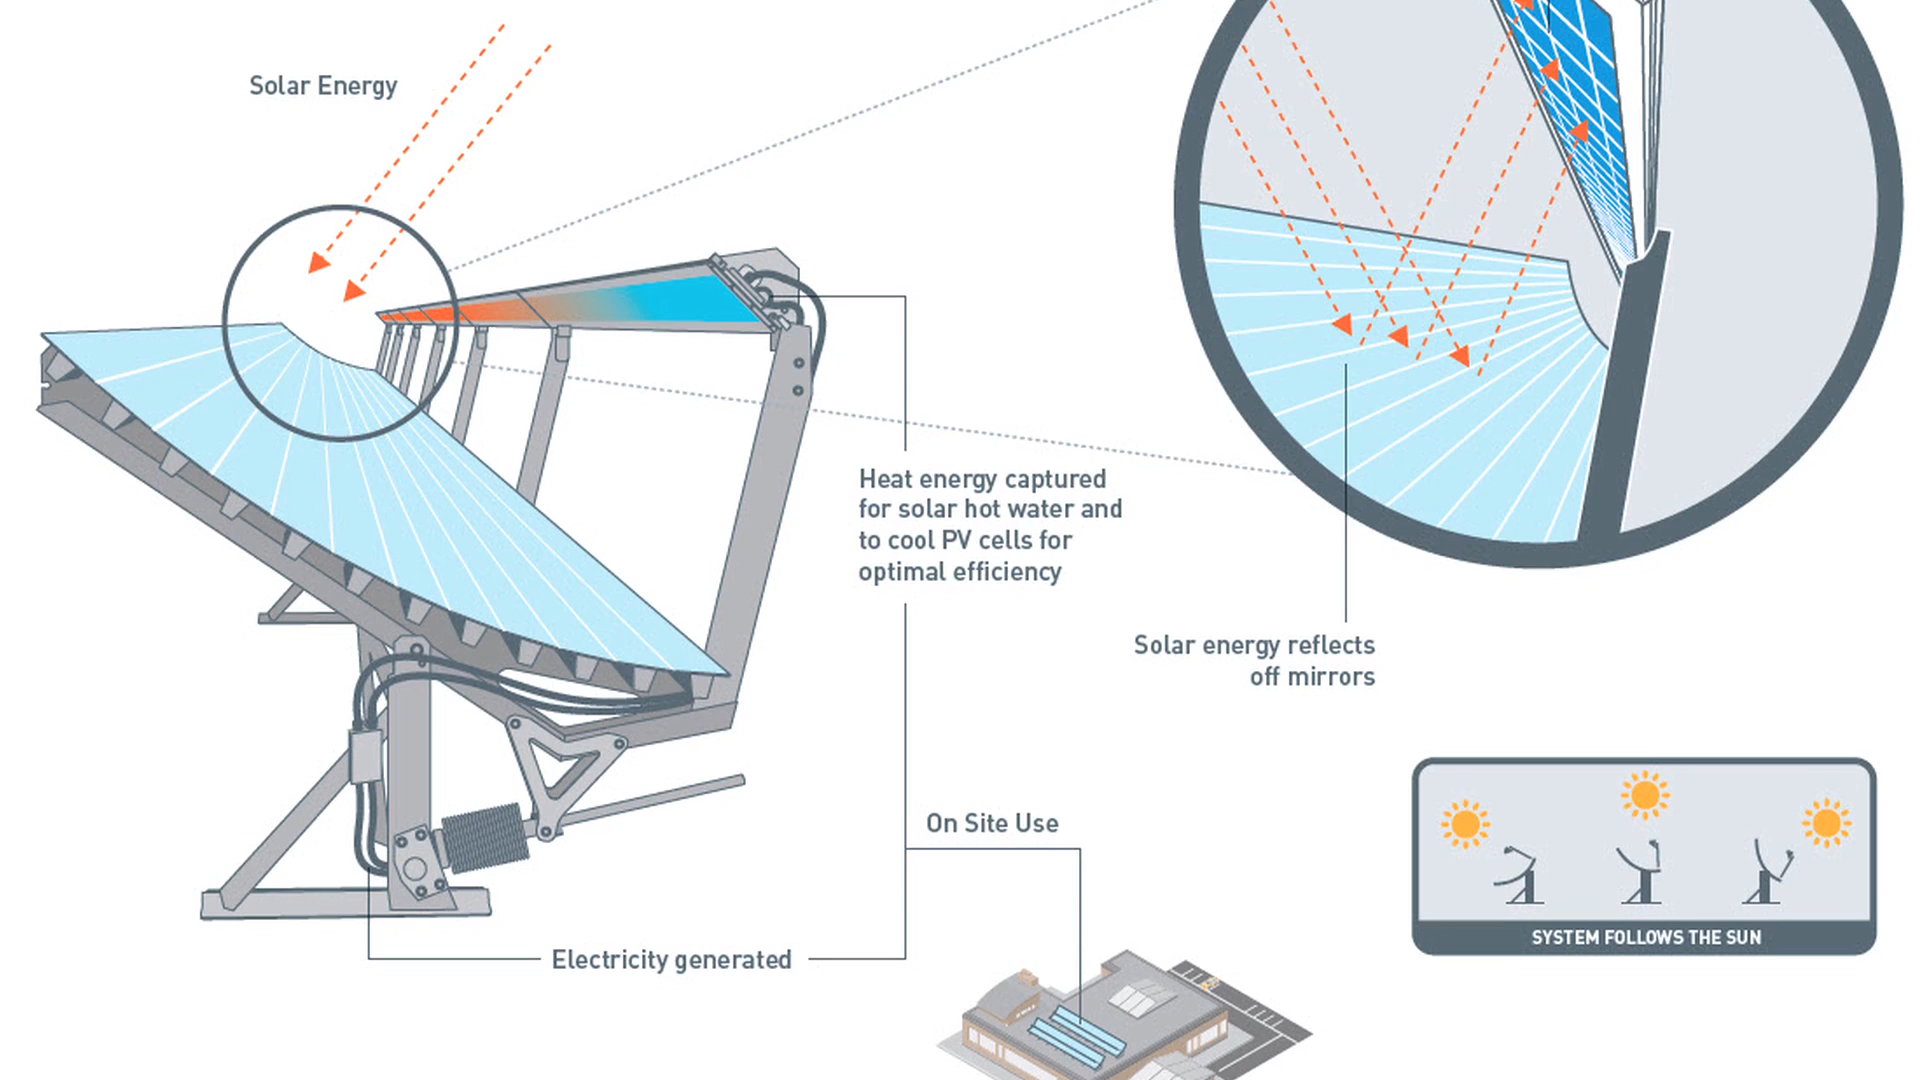 Solar Energy
Heat energy captured
for solar hot water and
to cool PV cells for
optimal efficiency
Solar energy reflects
off mirrors
On Site Use
Electricity generated
SYSTEM FOLLOWS THE SUN